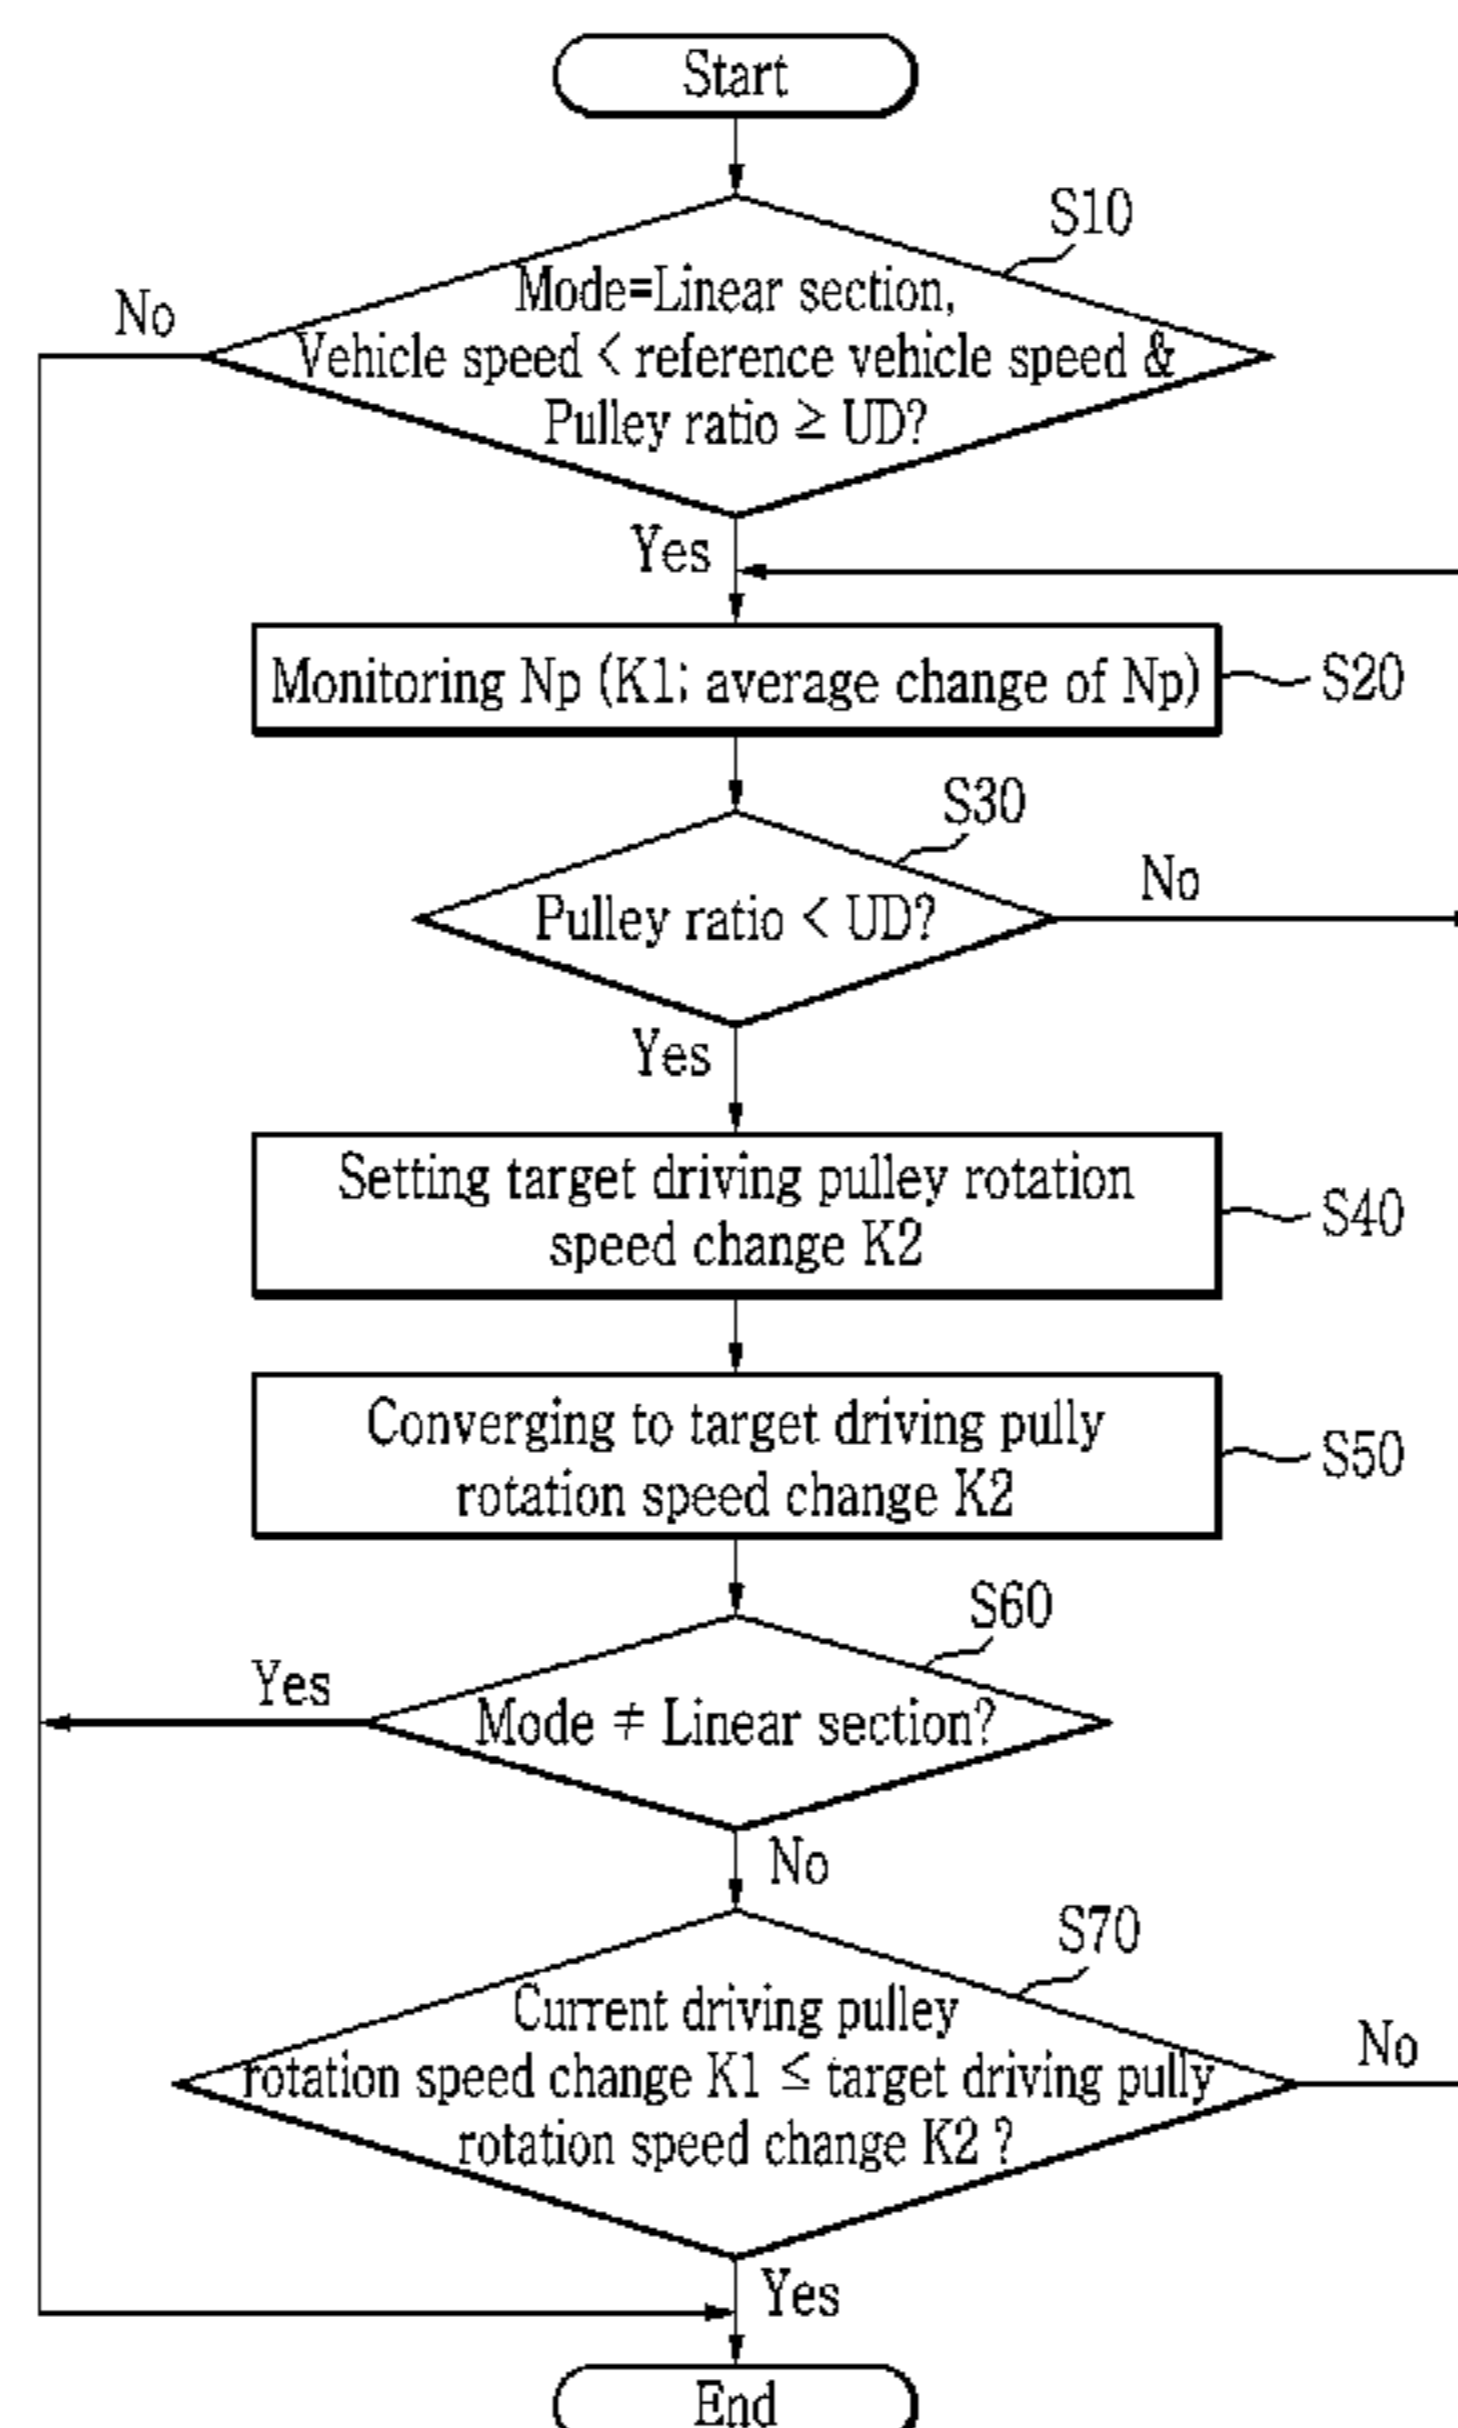 Start
S10
Mode=Linear section,
No
Vehicle speed < reference vehicle speed &
Pulley ratio ≥ UD?
Yes
Monitoring Np (K1; average change of Np)
S20
S30
No
Pulley ratio < UD?
Yes
Setting target driving pulley rotation
speed change K2
S40
Converging to target driving pully
rotation speed change K2
S50
S60
Yes
Mode ≠ Linear section?
No
S70
Current driving pulley
No
rotation speed change K1 ≤ target driving pully
rotation speed change K2 ?
Yes
End